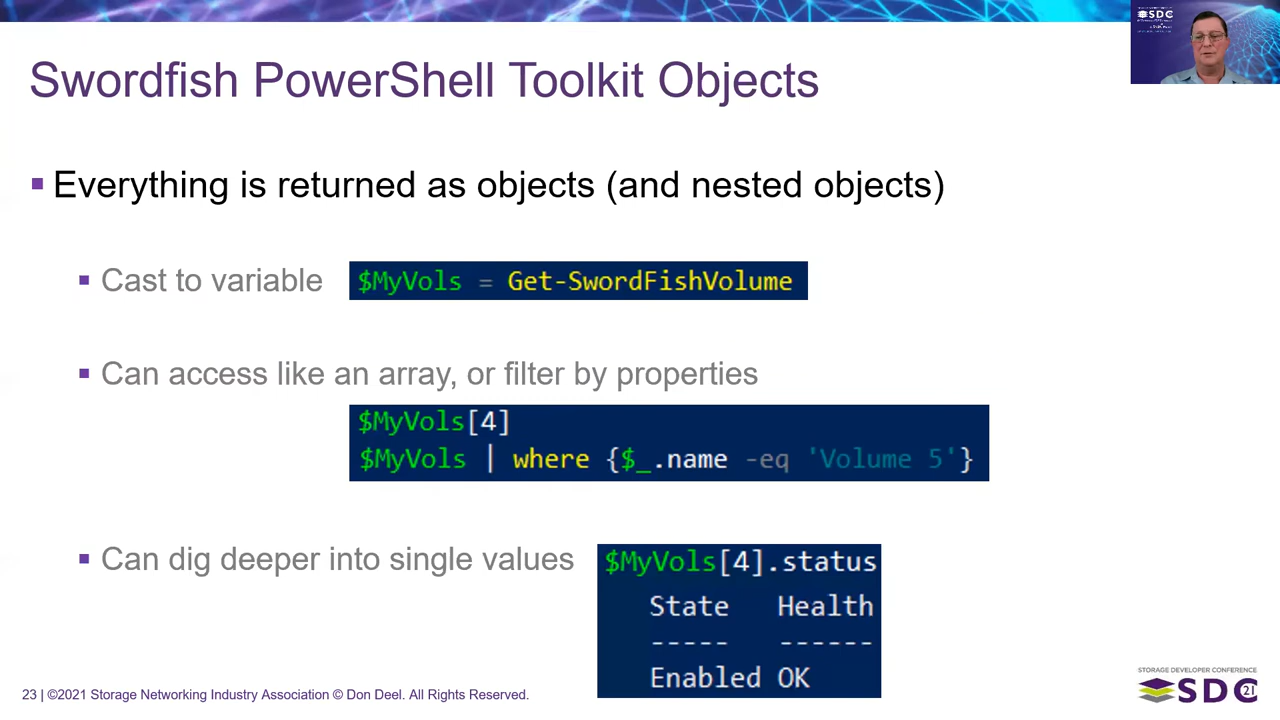 SDC
Swordfish PowerShell Toolkit Objects
▪ Everything is returned as objects (and nested objects)
▪ Cast to variable
$MyVols = Get-SwordFishVolume
▪ Can access like an array, or filter by properties
$MyVols[4]
$MyVols | where {$_.name -eq 'Volume 5'}
▪ Can dig deeper into single values
$MyVols[4].status
State Health
----- ------
Enabled OK
23 | ©2021 Storage Networking Industry Association © Don Deel. All Rights Reserved.
STORAGE DEVELOPER CONFERENCE
SDC 21